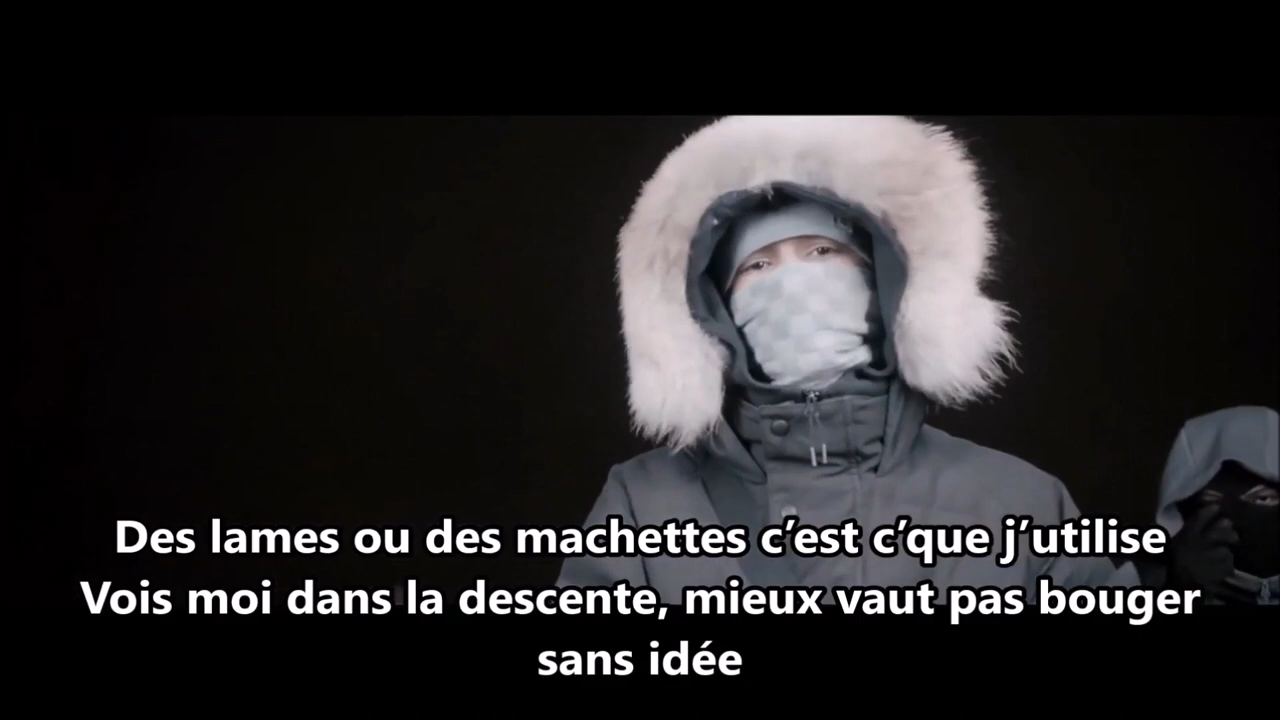 Des lames ou des machettes c’est c’que j’utilise
Vois moi dans la descente, mieux vaut pas bouger
sans idée